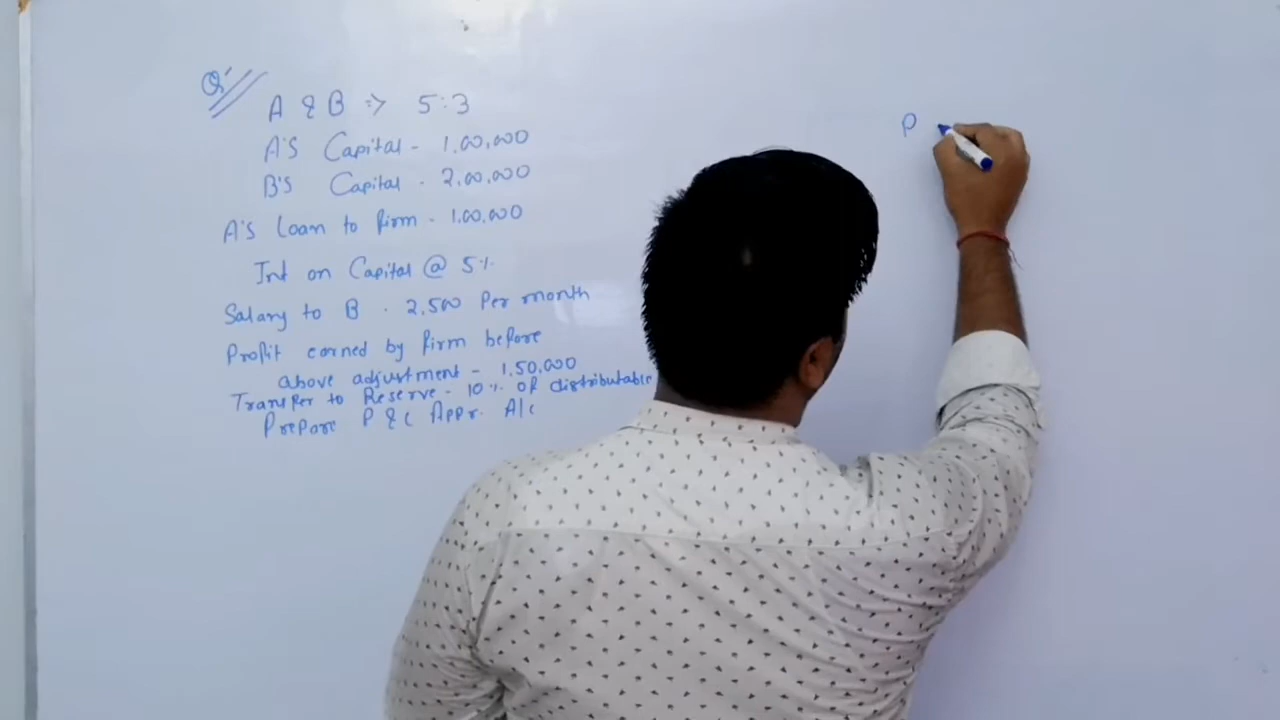 Q.
A & B => 5:3
A's Capital - 1,00,000
B's Capital - 2,00,000
A's Loan to firm - 1,00,000
Int on Capital @ 5%
Salary to B - 2,500 Per month
Profit earned by firm before
above adjustment - 1,50,000
Transfer to Reserve - 10% of distributable
Prepare P & L Appr. A/c
P